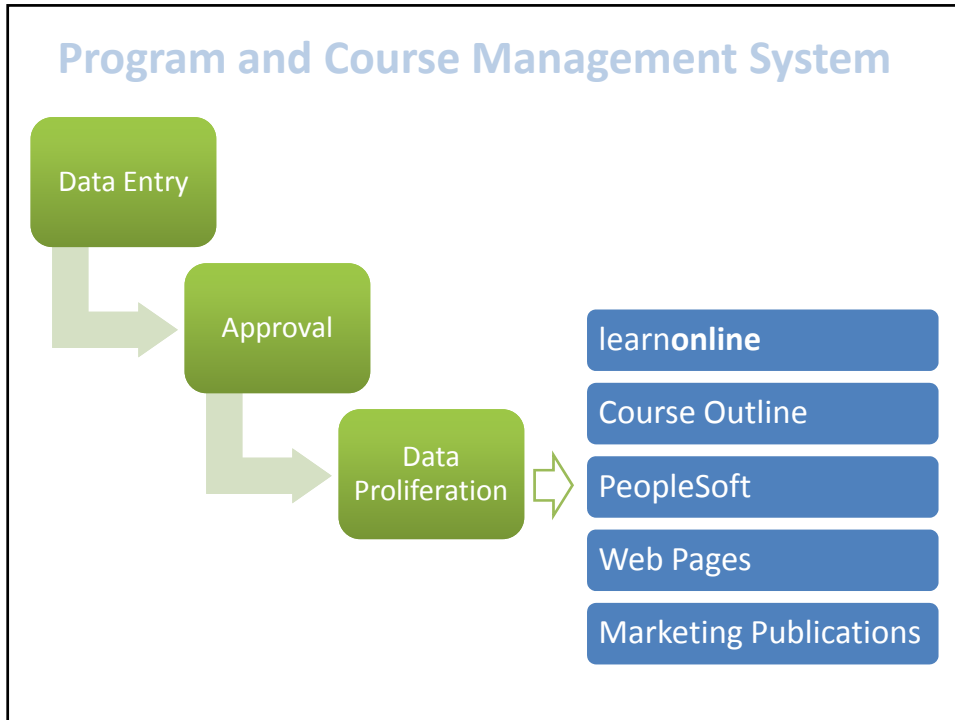 Program and Course Management System
Data Entry
Approval
Data
Proliferation
learnonline
Course Outline
PeopleSoft
Web Pages
Marketing Publications